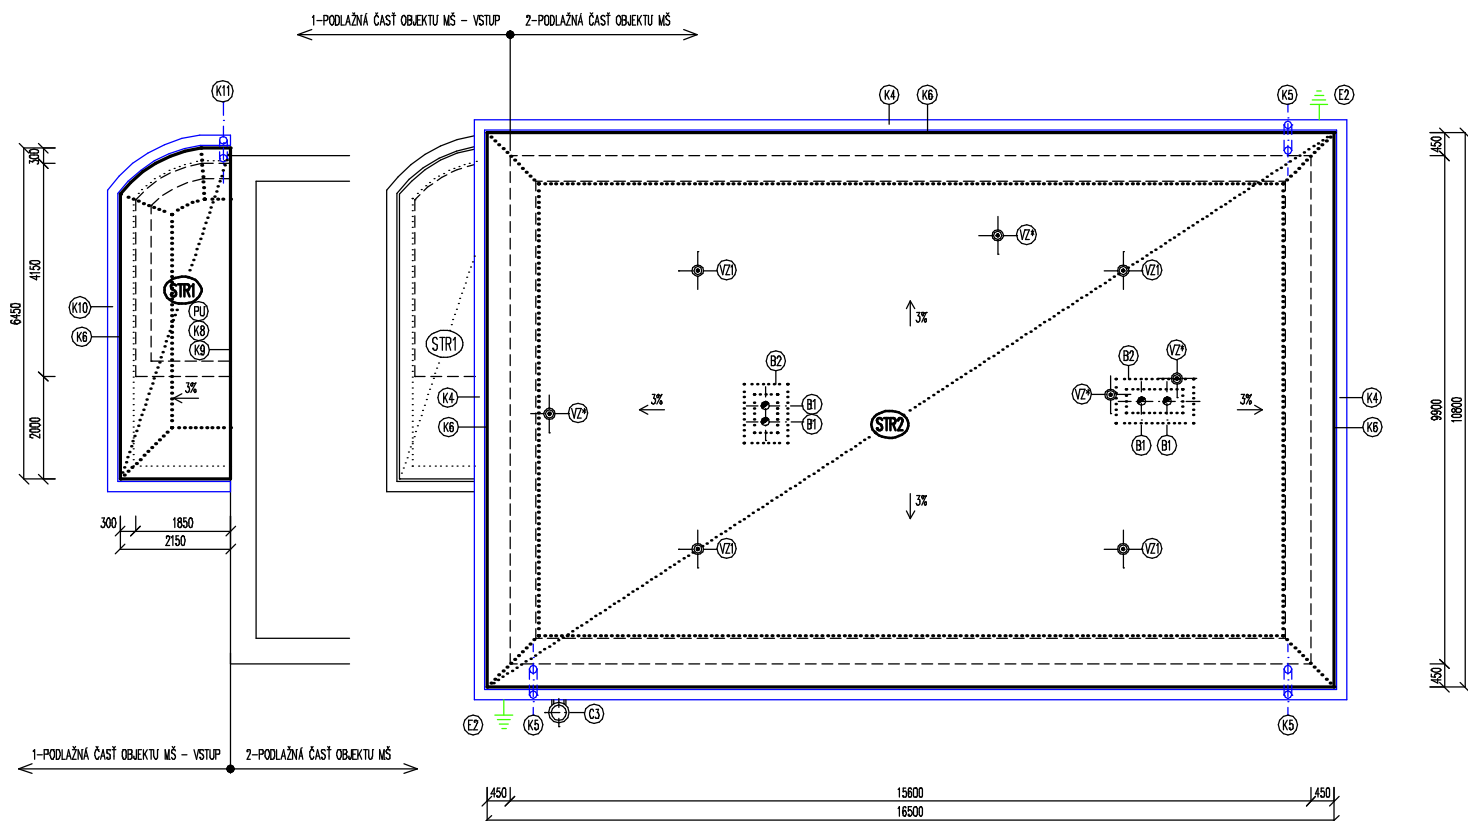 1-PODLAŽNÁ ČASŤ OBJEKTU MŠ - VSTUP
2-PODLAŽNÁ ČASŤ OBJEKTU MŠ
K11
K4
K6
K5
E2
300
450
VZ*
VZ1
VZ1
4150
6450
STR1
K10
PU
3%
K6
K8
STR1
K9
B2
B2
VZ*
3%
2000
K4
3%
B1
VZ*
3%
K4
9900
10800
VZ*
B1
K6
STR2
B1
B1
K6
3%
300
1850
2150
VZ1
VZ1
450
E2
K5
C3
K5
1-PODLAŽNÁ ČASŤ OBJEKTU MŠ - VSTUP
2-PODLAŽNÁ ČASŤ OBJEKTU MŠ
450
15600
450
16500